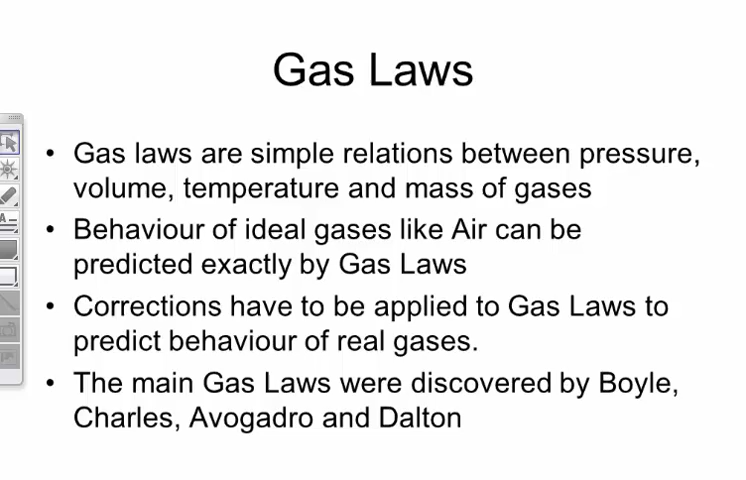 Gas Laws
• Gas laws are simple relations between pressure,
volume, temperature and mass of gases
• Behaviour of ideal gases like Air can be
predicted exactly by Gas Laws
• Corrections have to be applied to Gas Laws to
predict behaviour of real gases.
• The main Gas Laws were discovered by Boyle,
Charles, Avogadro and Dalton